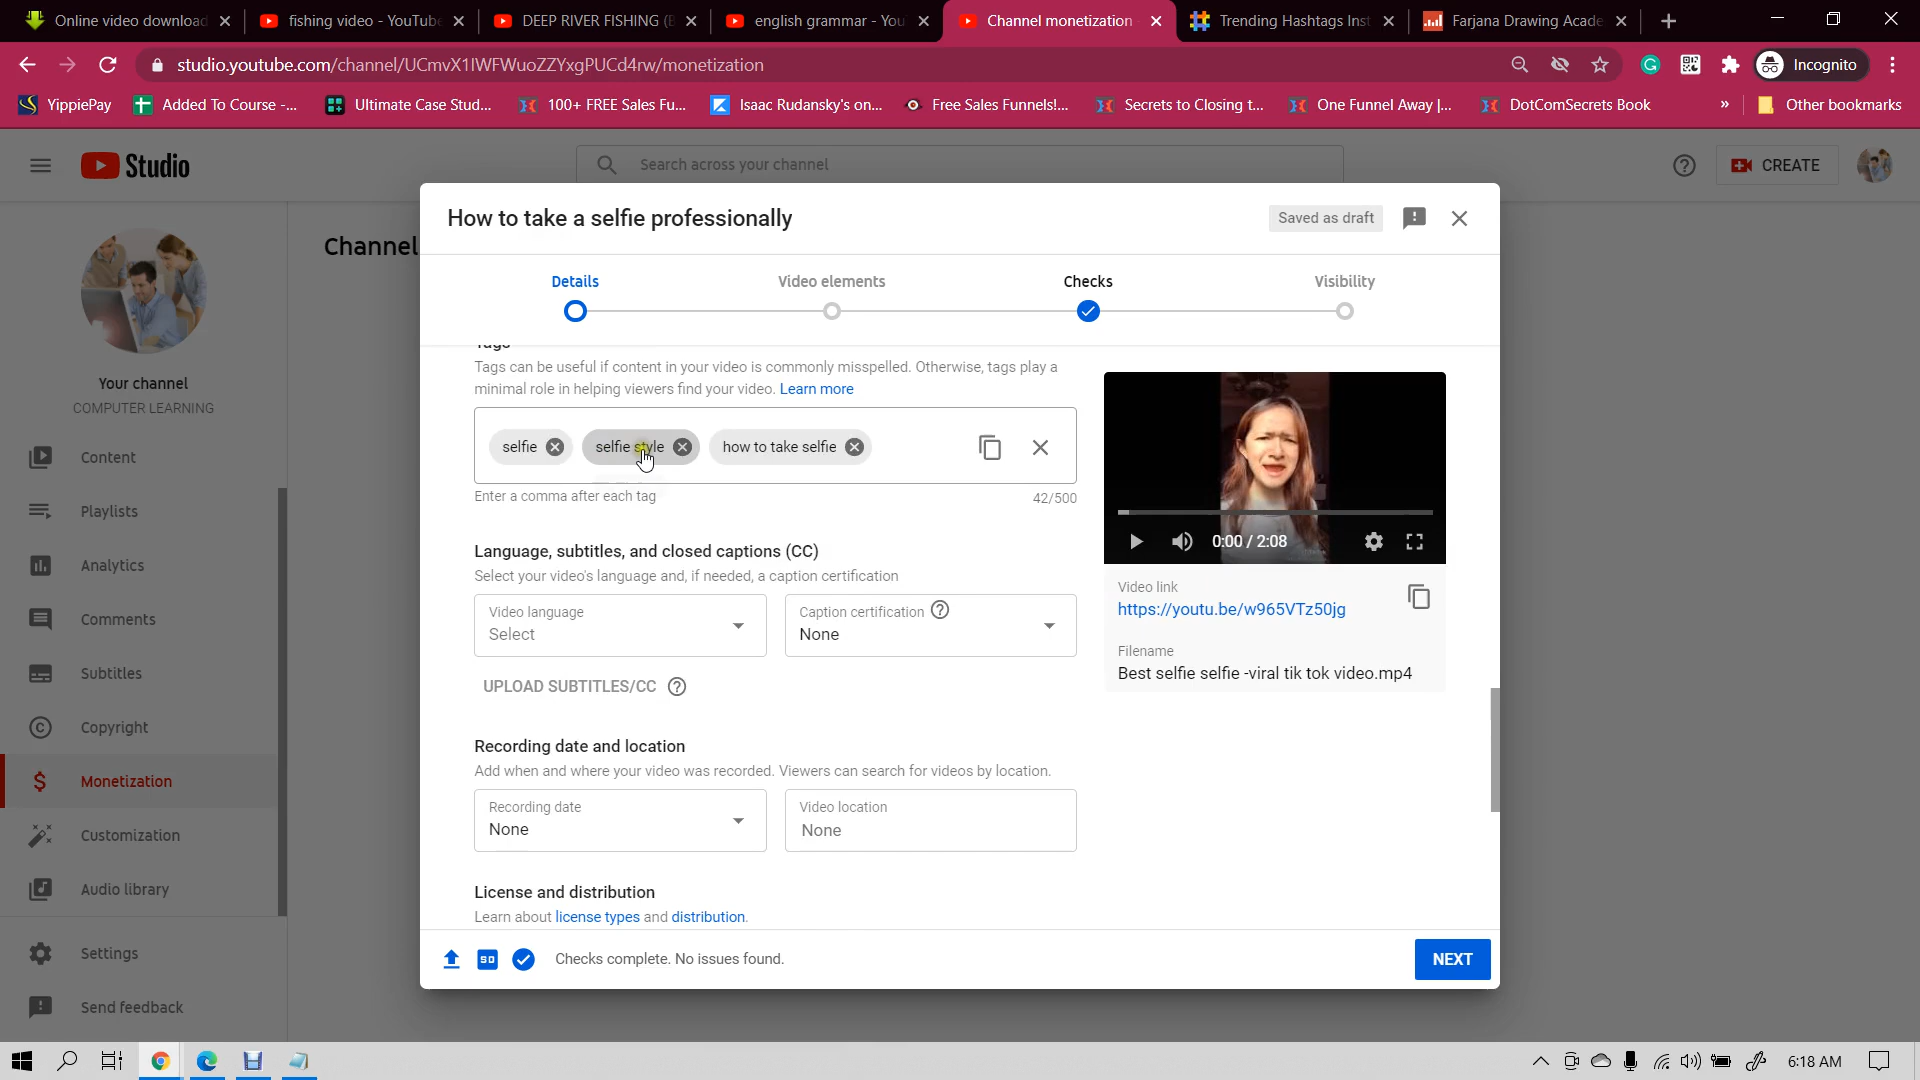 Online video download
fishing video - YouTube
DEEP RIVER FISHING (B
english grammar - You
Channel monetization
Trending Hashtags Inst
Farjana Drawing Acade
studio.youtube.com/channel/UCmvX1IWFWuoZZYxgPUCd4rw/monetization
Incognito
YippiePay
Added To Course -...
Ultimate Case Stud...
100+ FREE Sales Fu...
Isaac Rudansky's on...
Free Sales Funnels!...
Secrets to Closing t...
One Funnel Away |...
DotComSecrets Book
»
Other bookmarks
Studio
Search across your channel
CREATE
Channel
Your channel
COMPUTER LEARNING
Content
Playlists
Analytics
Comments
Subtitles
Copyright
Monetization
Customization
Audio library
Settings
Send feedback
How to take a selfie professionally
Saved as draft
Details
Video elements
Checks
Visibility
Tags
Tags can be useful if content in your video is commonly misspelled. Otherwise, tags play a
minimal role in helping viewers find your video. Learn more
selfie
selfie style
how to take selfie
Enter a comma after each tag
42/500
Language, subtitles, and closed captions (CC)
Select your video's language and, if needed, a caption certification
Video language
Select
Caption certification
None
UPLOAD SUBTITLES/CC
Recording date and location
Add when and where your video was recorded. Viewers can search for videos by location.
Recording date
None
Video location
None
License and distribution
Learn about license types and distribution.
0:00 / 2:08
Video link
https://youtu.be/w965VTz50jg
Filename
Best selfie selfie -viral tik tok video.mp4
SD
Checks complete. No issues found.
NEXT
6:18 AM